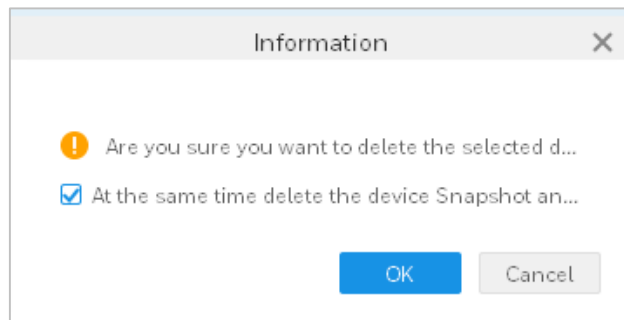 Information
Are you sure you want to delete the selected d...
At the same time delete the device Snapshot an...
OK
Cancel